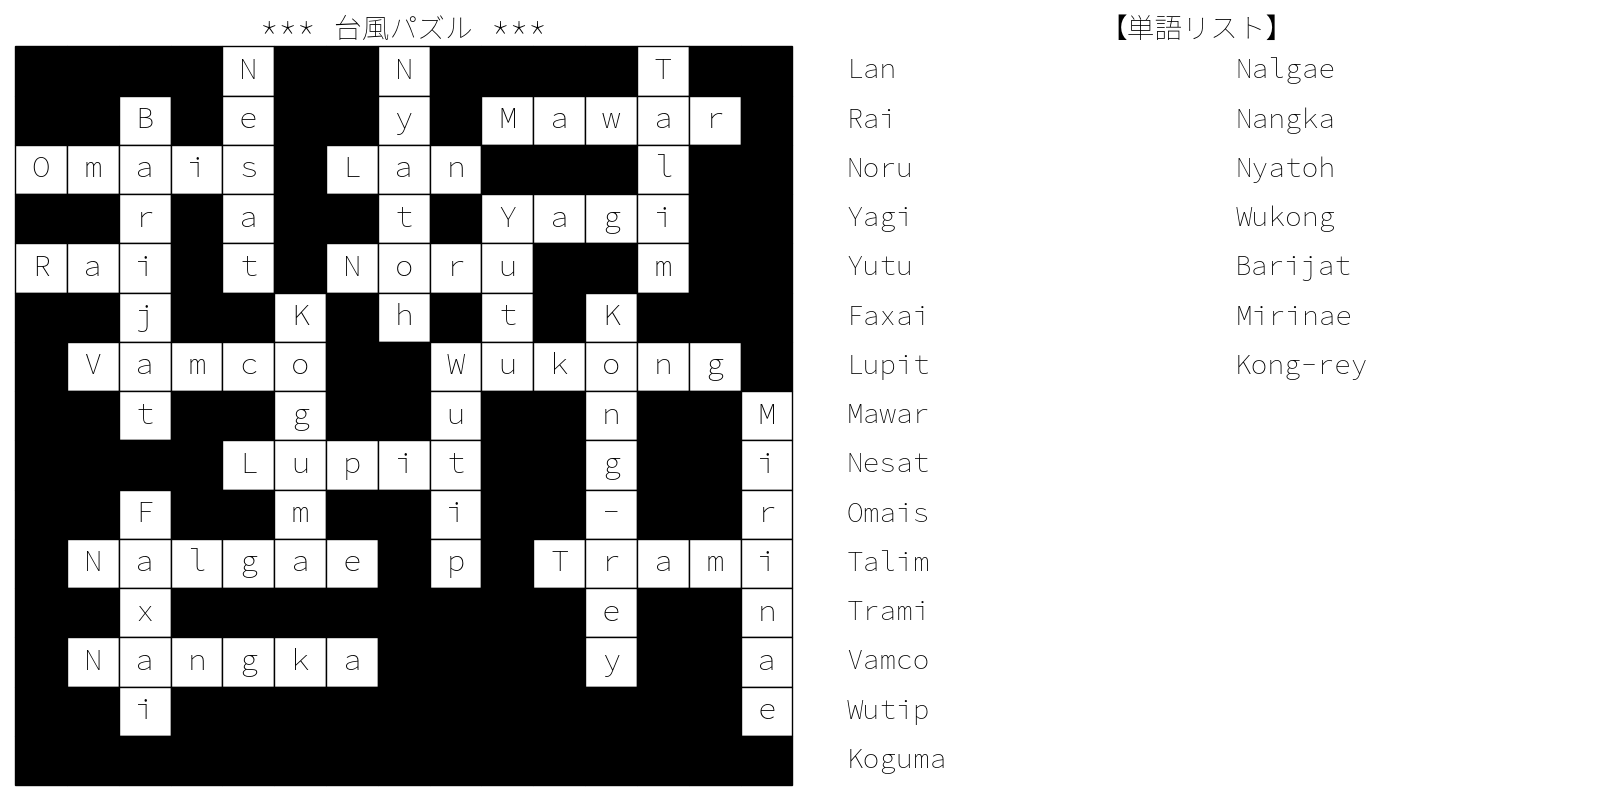 *** 台風パズル ***
N N T
B e y M a w a r
O m a i s L a n l
r a t Y a g i
R a i t N o r u m
j K h t K
V a m c o W u k o n g
t g u n M
L u p i t g i
F m i - r
N a l g a e p T r a m i
x e n
N a n g k a y a
i e
【単語リスト】
Lan
Rai
Noru
Yagi
Yutu
Faxai
Lupit
Mawar
Nesat
Omais
Talim
Trami
Vamco
Wutip
Koguma
Nalgae
Nangka
Nyatoh
Wukong
Barijat
Mirinae
Kong-rey